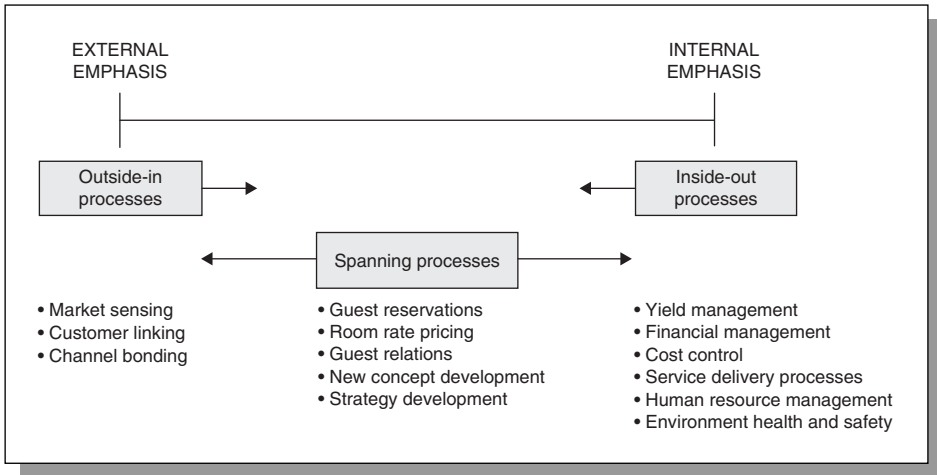 EXTERNAL
EMPHASIS
INTERNAL
EMPHASIS
Outside-in
processes
Inside-out
processes
Spanning processes
• Market sensing
• Customer linking
• Channel bonding
• Guest reservations
• Room rate pricing
• Guest relations
• New concept development
• Strategy development
• Yield management
• Financial management
• Cost control
• Service delivery processes
• Human resource management
• Environment health and safety